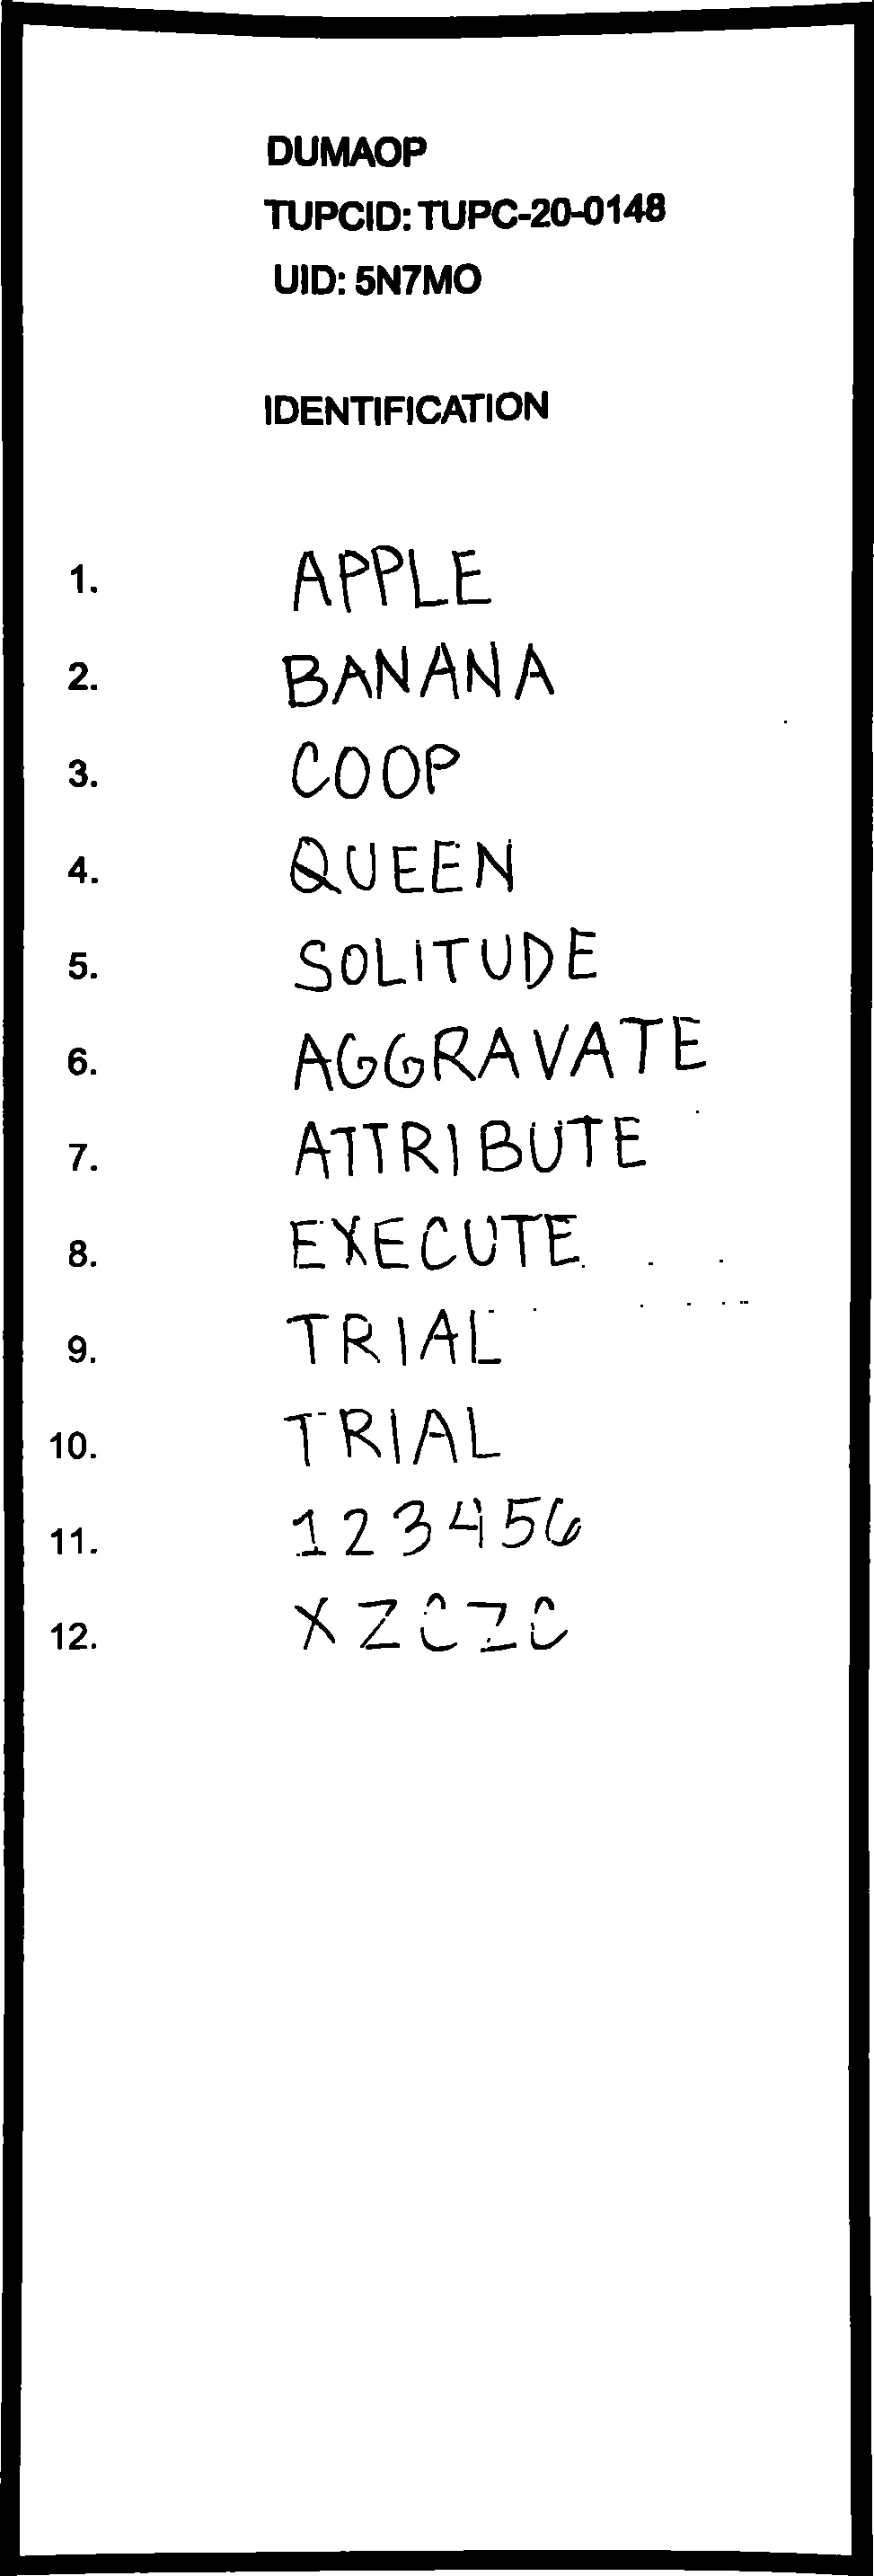 DUMAOP
TUPCID: TUPC-20-0148
UID: 5N7MO
IDENTIFICATION
1. APPLE
2. BANANA
3. COOP
4. QUEEN
5. SOLITUDE
6. AGGRAVATE
7. ATTRIBUTE
8. EXECUTE
9. TRIAL
10. TRIAL
11. 123456
12. XZCZC